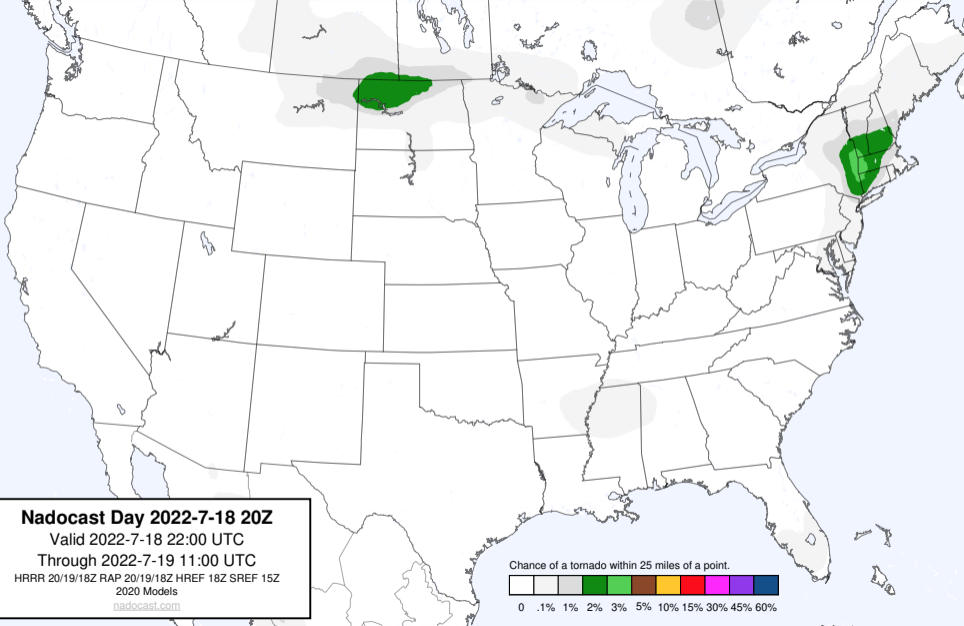 Nadocast Day 2022-7-18 20Z
Valid 2022-7-18 22:00 UTC
Through 2022-7-19 11:00 UTC
HRRR 20/19/18Z RAP 20/19/18Z HREF 18Z SREF 15Z
2020 Models
nadocast.com
Chance of a tornado within 25 miles of a point.
0 .1% 1% 2% 3% 5% 10% 15% 30% 45% 60%